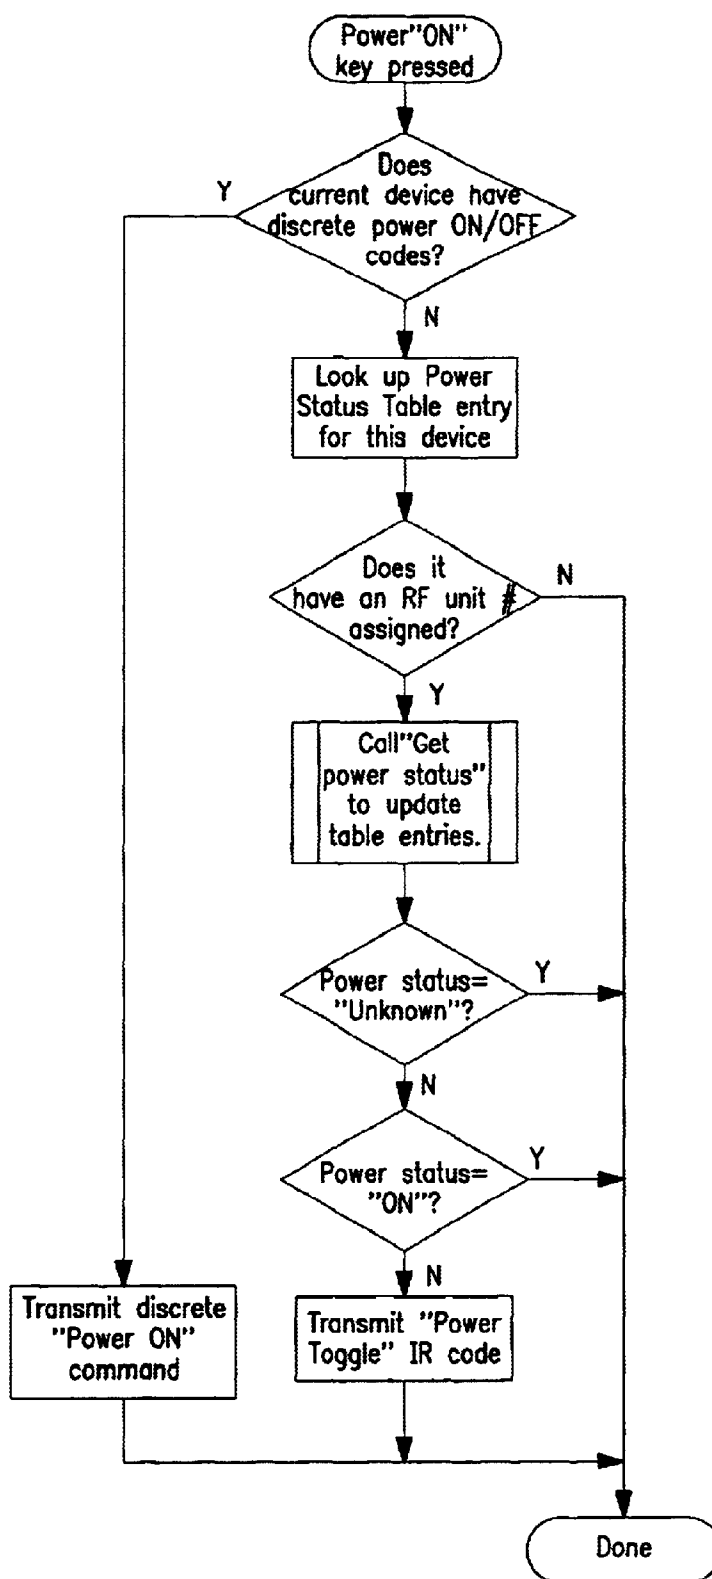 Power"ON"
key pressed
Does
current device have
discrete power ON/OFF
codes?
Y
N
Look up Power
Status Table entry
for this device
Does it
have an RF unit #
assigned?
N
Y
Call"Get
power status"
to update
table entries.
Power status=
"Unknown"?
Y
N
Power status=
"ON"?
Y
N
Transmit discrete
"Power ON"
command
Transmit "Power
Toggle" IR code
Done